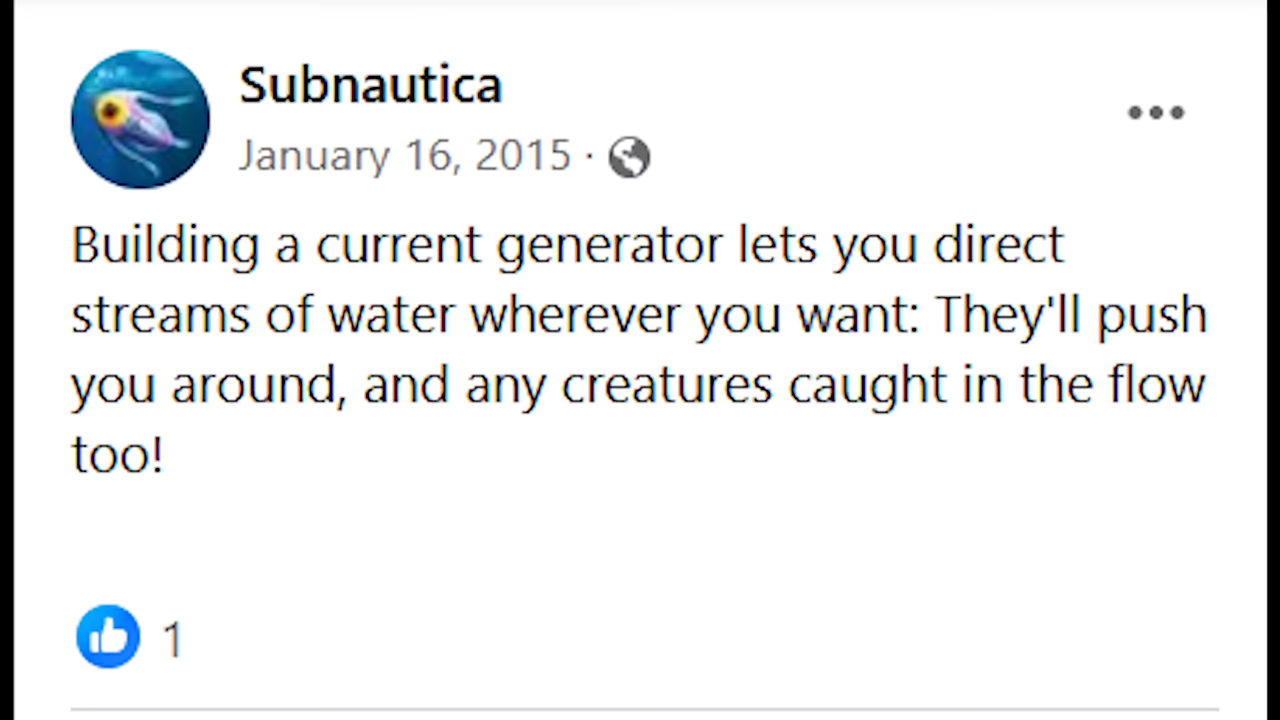 Subnautica
January 16, 2015 ·
Building a current generator lets you direct
streams of water wherever you want: They'll push
you around, and any creatures caught in the flow
too!
1